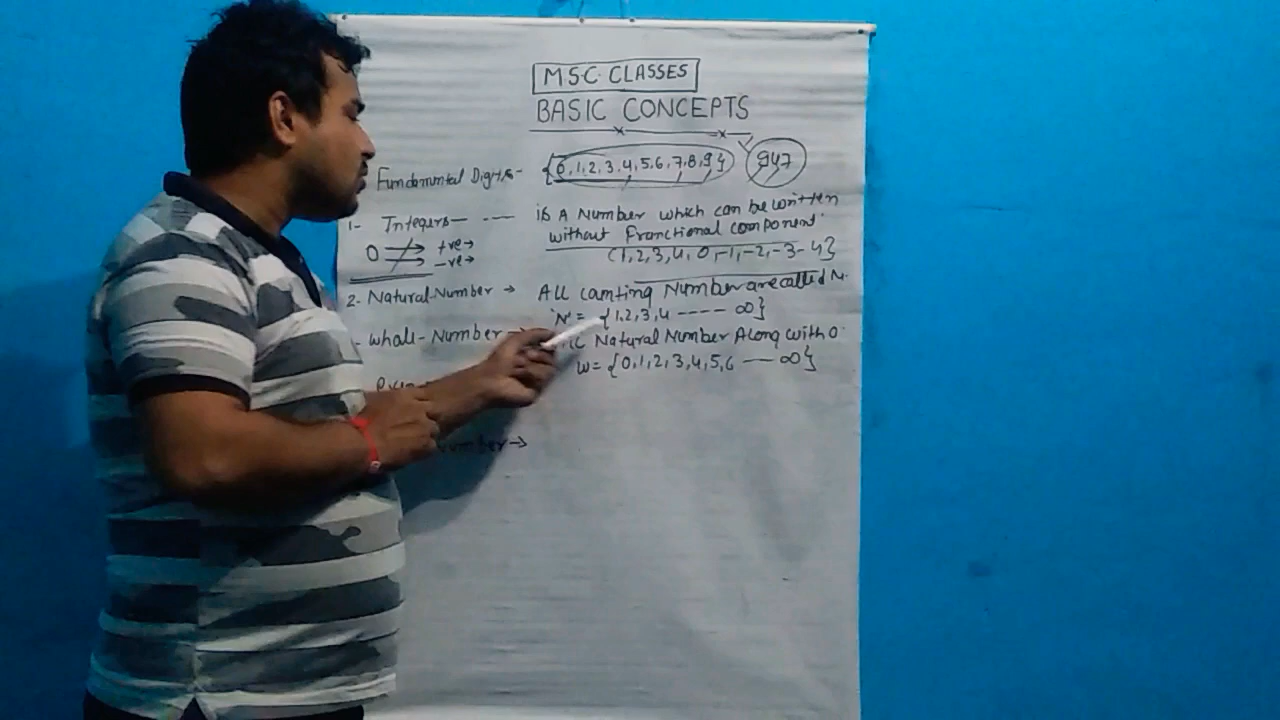 M.S.C. CLASSES
BASIC CONCEPTS
Fundamental Digits- {0,1,2,3,4,5,6,7,8,9} 947
1- Integers- ---- is A Number which can be written
without Fractional component.
0 +ve→
-ve→
(1,2,3,4,0,-1,-2,-3-4}
2- Natural-Number → ALL counting Number are called N.
'N' = {1,2,3,4 ----- ∞}
- Whole-Number- Natural Number Along with 0.
W= {0,1,2,3,4,5,6 --- ∞}
Number→